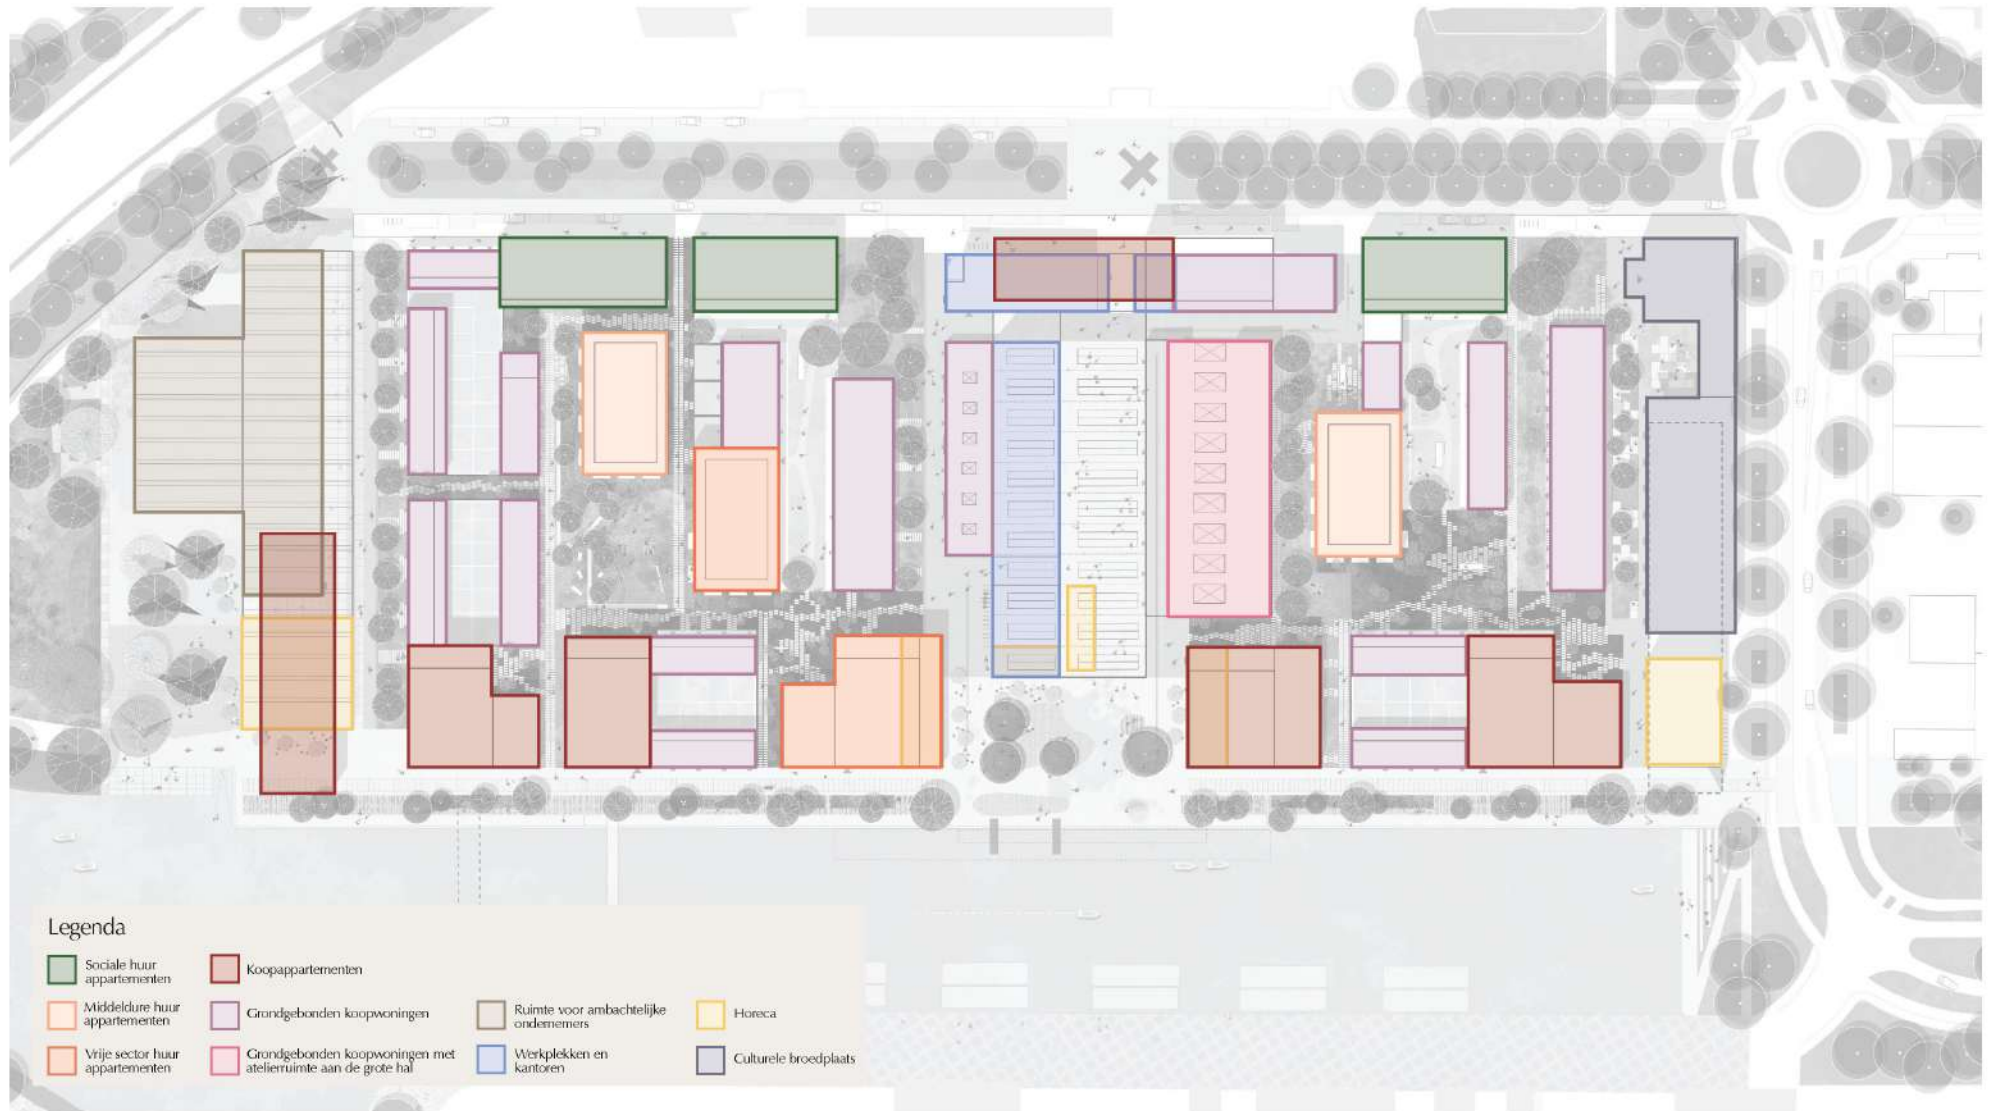 Legenda
Sociale huur
appartementen
Koopappartementen
Middeldure huur
appartementen
Grondgebonden koopwoningen
Ruimte voor ambachtelijke
ondernemers
Horeca
Vrije sector huur
appartementen
Grondgebonden koopwoningen met
atelierruimte aan de grote hal
Werkplekken en
kantoren
Culturele broedplaats